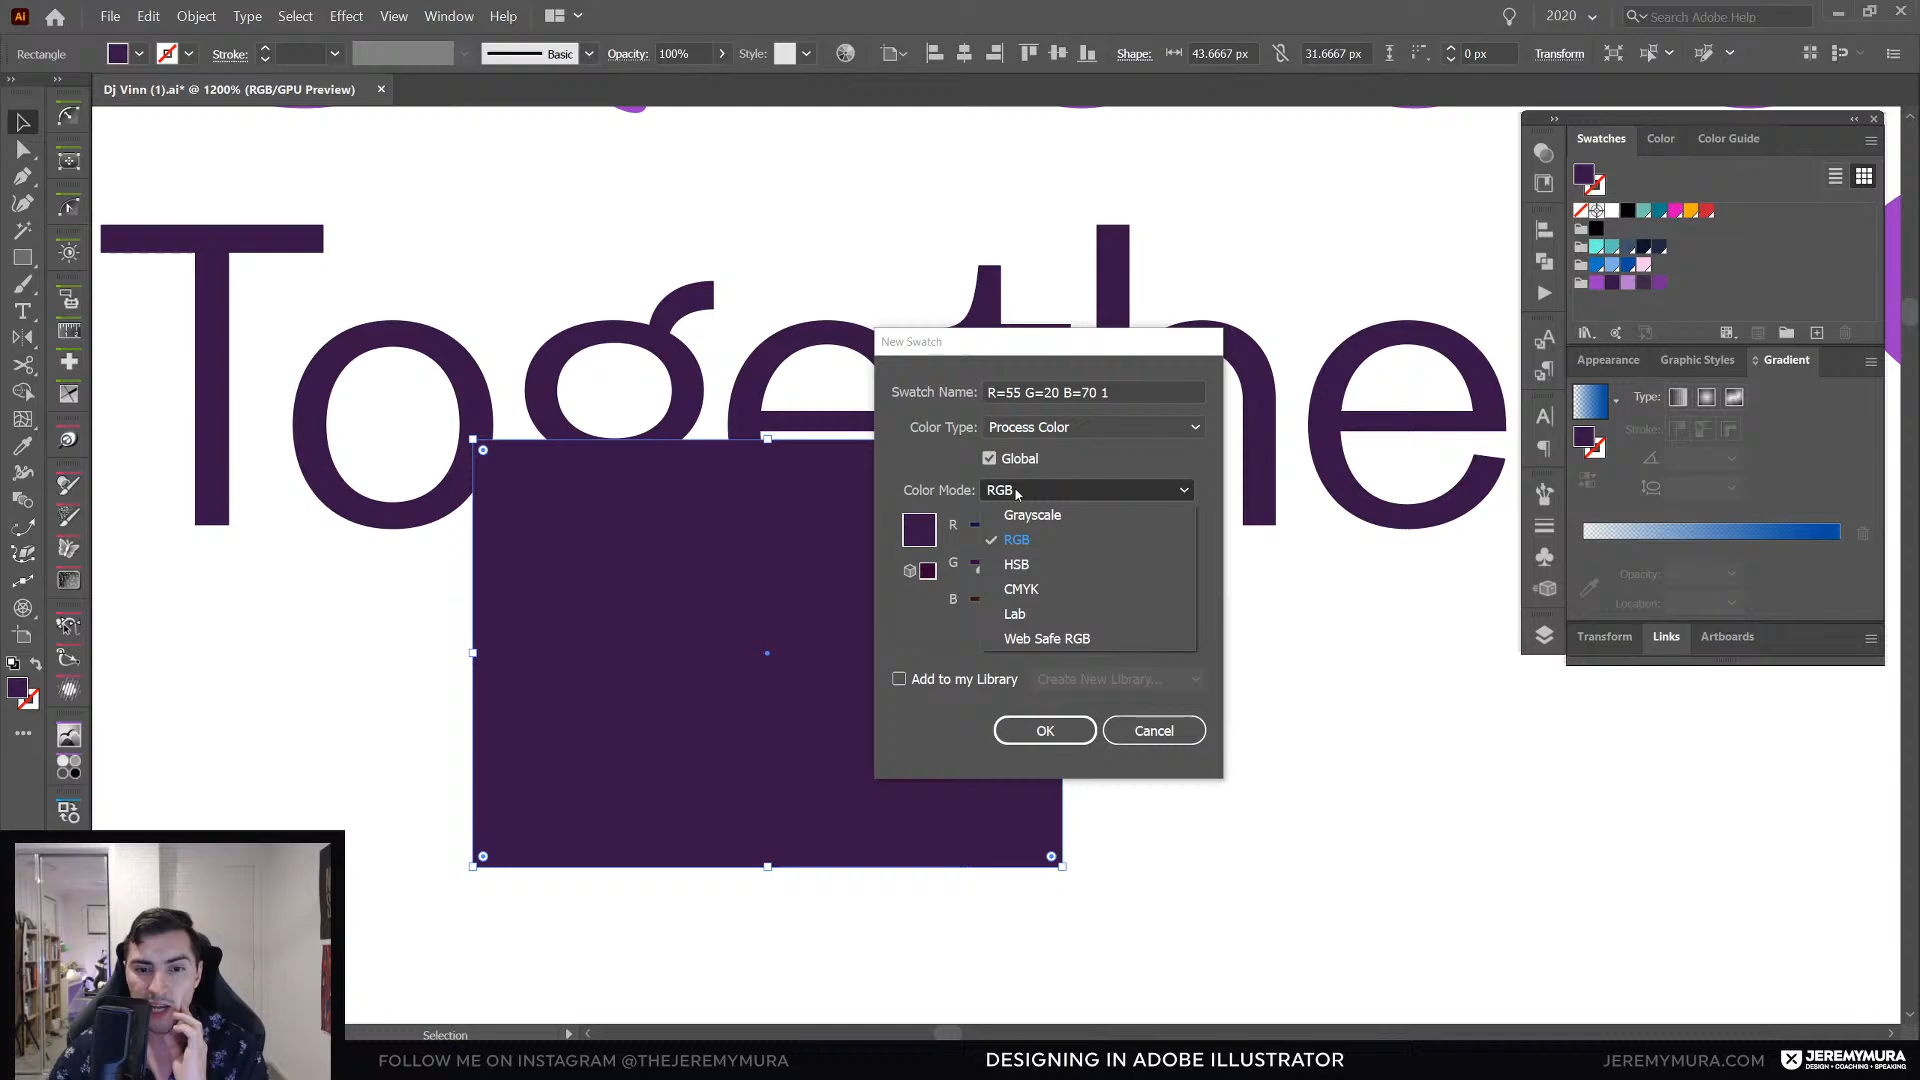 Ai File Edit Object Type Select Effect View Window Help 2020 Search Adobe Help
Rectangle Stroke: Basic Opacity: 100% Style: Shape: 43.6667 px 31.6667 px 0 px Transform
Dj Vinn (1).ai* @ 1200% (RGB/GPU Preview)
Swatches Color Color Guide
Togethe
New Swatch
Swatch Name: R=55 G=20 B=70 1
Color Type: Process Color
Global
Color Mode: RGB
Grayscale
RGB
HSB
CMYK
Lab
Web Safe RGB
R
G
B
Add to my Library Create New Library...
OK Cancel
Appearance Graphic Styles Gradient
Type:
Stroke:
Opacity:
Location:
Transform Links Artboards
Selection
FOLLOW ME ON INSTAGRAM @THEJEREMYMURA
DESIGNING IN ADOBE ILLUSTRATOR
JEREMYMURA.COM
JEREMYMURA
DESIGN • COACHING • SPEAKING